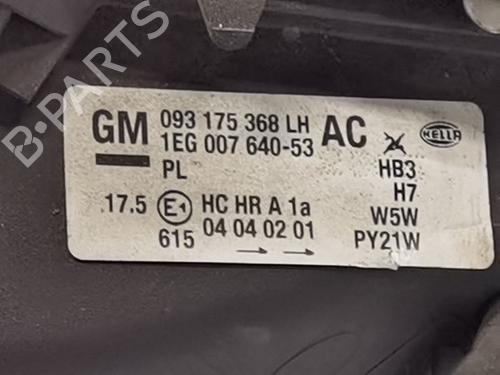 B-PARTS
GM 093 175 368 LH AC HELLA
1EG 007 640-53
PL HB3
H7
17.5 E1 HC HR A 1a W5W
615 04 04 02 01 PY21W